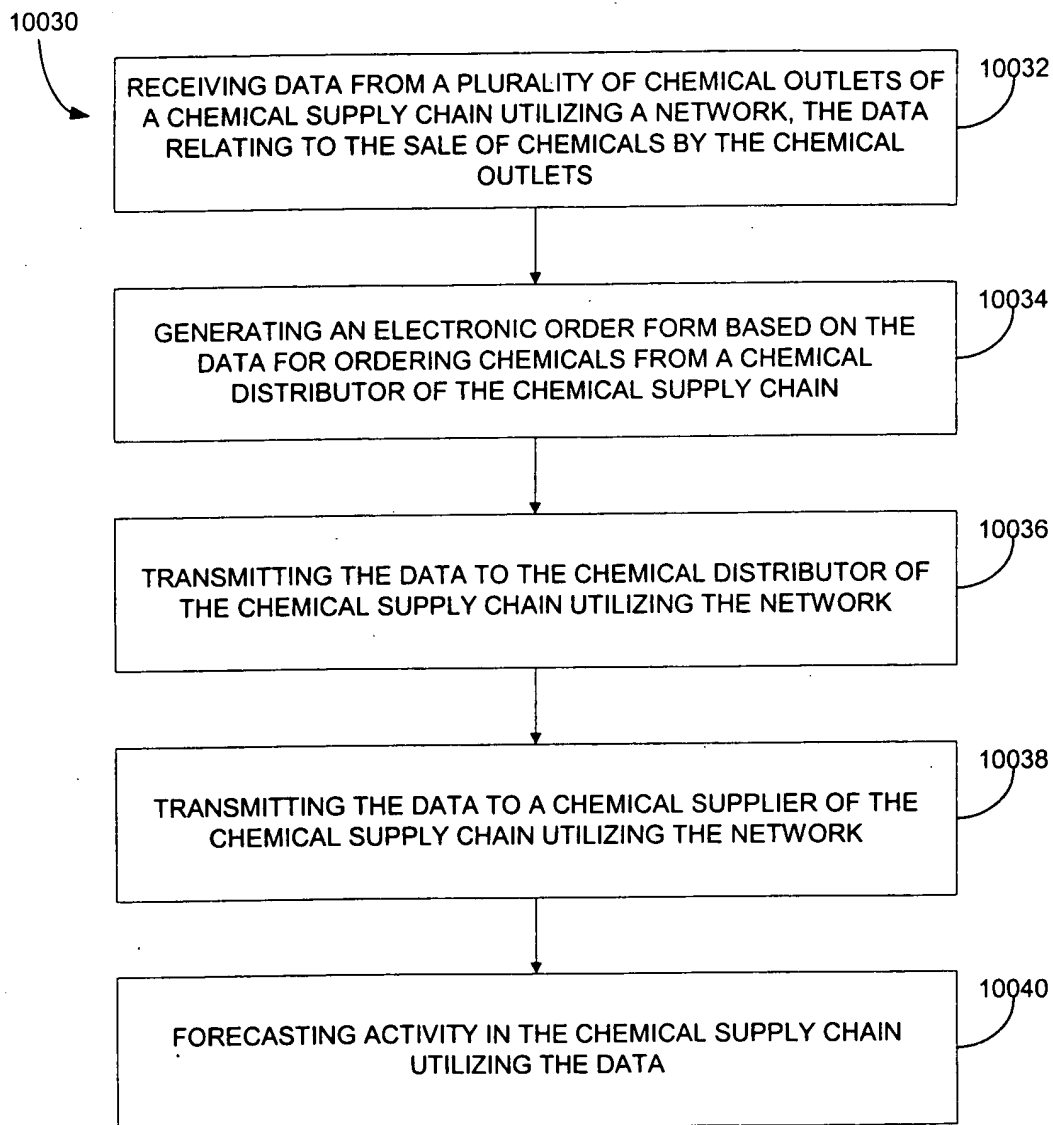 10030
RECEIVING DATA FROM A PLURALITY OF CHEMICAL OUTLETS OF
A CHEMICAL SUPPLY CHAIN UTILIZING A NETWORK, THE DATA
RELATING TO THE SALE OF CHEMICALS BY THE CHEMICAL
OUTLETS
10032
GENERATING AN ELECTRONIC ORDER FORM BASED ON THE
DATA FOR ORDERING CHEMICALS FROM A CHEMICAL
DISTRIBUTOR OF THE CHEMICAL SUPPLY CHAIN
10034
TRANSMITTING THE DATA TO THE CHEMICAL DISTRIBUTOR OF
THE CHEMICAL SUPPLY CHAIN UTILIZING THE NETWORK
10036
TRANSMITTING THE DATA TO A CHEMICAL SUPPLIER OF THE
CHEMICAL SUPPLY CHAIN UTILIZING THE NETWORK
10038
FORECASTING ACTIVITY IN THE CHEMICAL SUPPLY CHAIN
UTILIZING THE DATA
10040